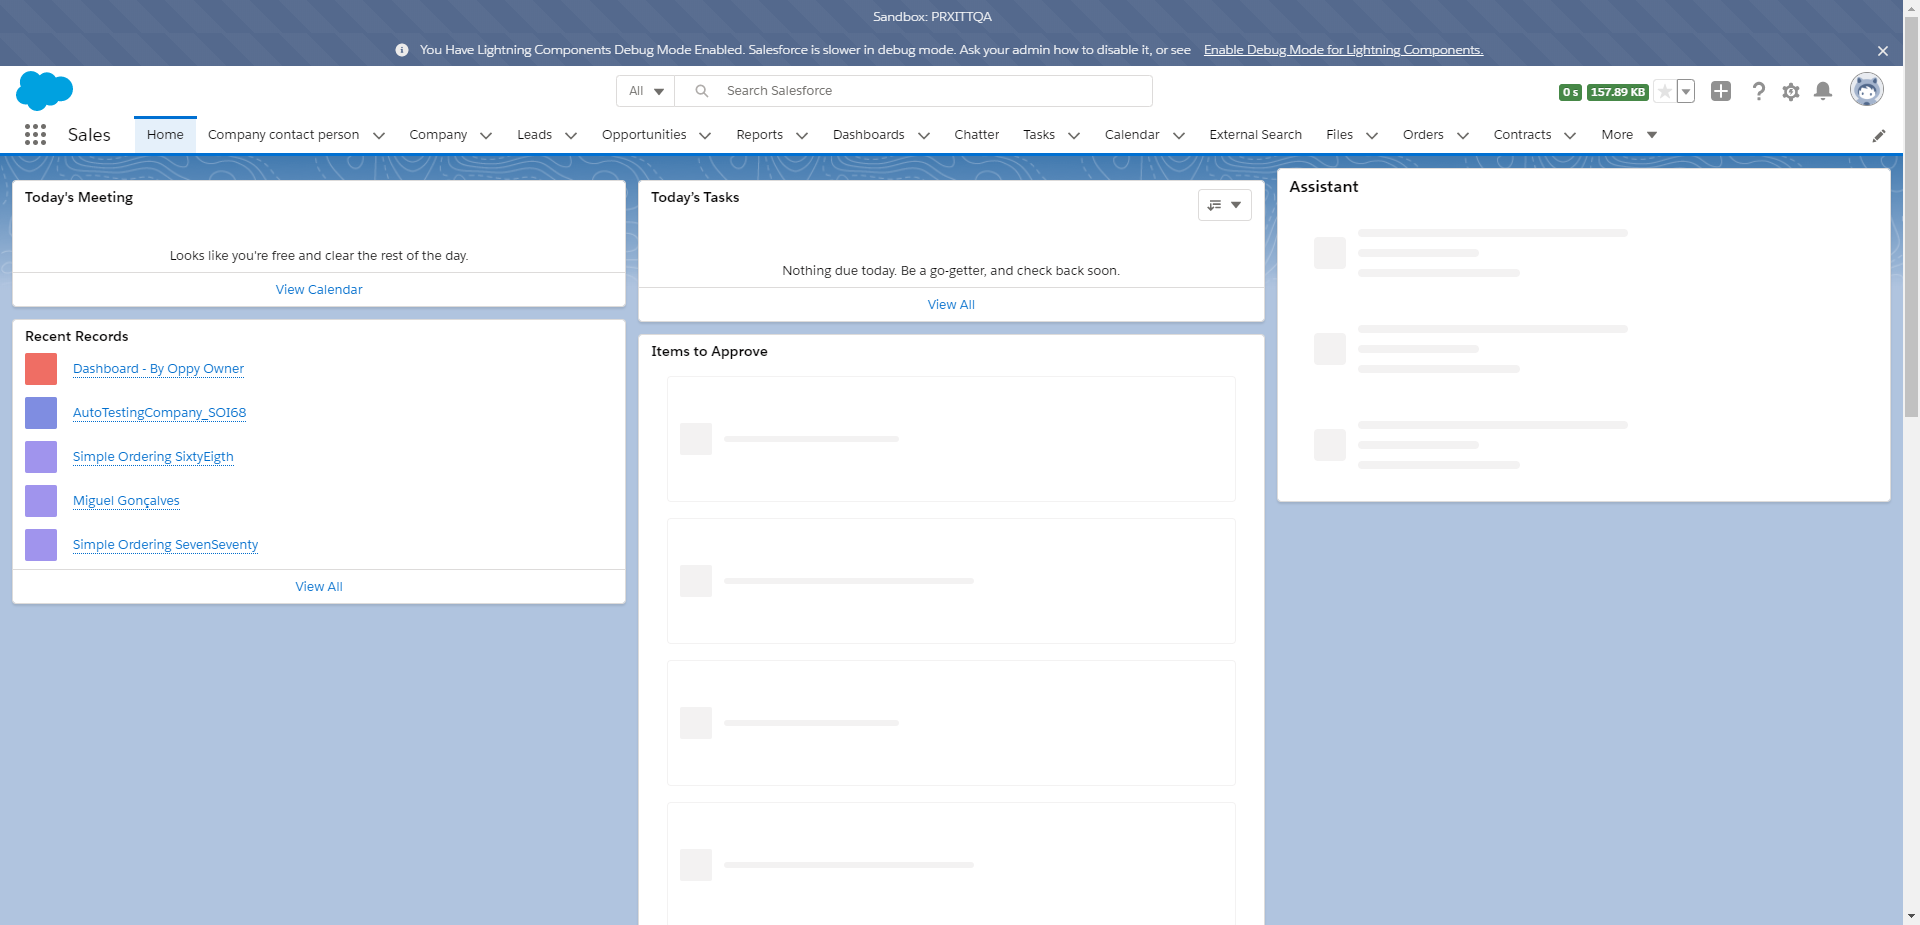 Sandbox: PRXITTQA
You Have Lightning Components Debug Mode Enabled. Salesforce is slower in debug mode. Ask your admin how to disable it, or see Enable Debug Mode for Lightning Components.
All Search Salesforce 0 s 157.89 KB
Sales Home Company contact person Company Leads Opportunities Reports Dashboards Chatter Tasks Calendar External Search Files Orders Contracts More
Today's Meeting
Looks like you're free and clear the rest of the day.
View Calendar
Recent Records
Dashboard - By Oppy Owner
AutoTestingCompany_SOI68
Simple Ordering SixtyEigth
Miguel Gonçalves
Simple Ordering SevenSeventy
View All
Today's Tasks
Nothing due today. Be a go-getter, and check back soon.
View All
Items to Approve
Assistant